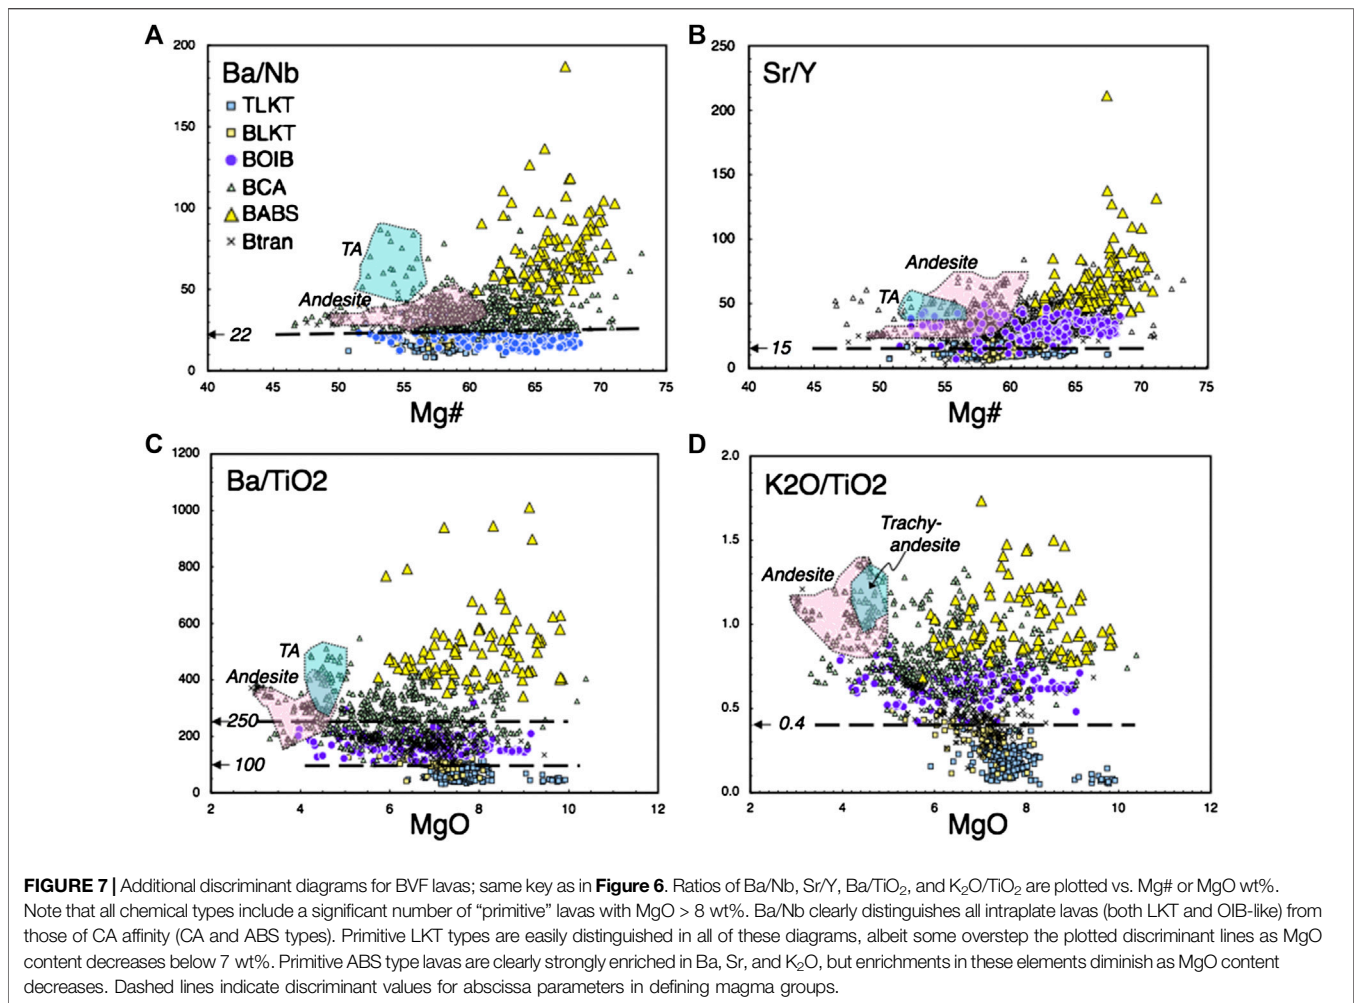 A
200
150
100
50
0
Ba/Nb
TLKT
BLKT
BOIB
BCA
BABS
Btran
TA
Andesite
22
40 45 50 55 60 65 70 75
Mg#
B
250
200
150
100
50
0
Sr/Y
Andesite
TA
15
40 45 50 55 60 65 70 75
Mg#
C
1200
1000
800
600
400
200
0
Ba/TiO2
TA
Andesite
250
100
2 4 6 8 10 12
MgO
D
2.0
1.5
1.0
0.5
0.0
K2O/TiO2
Trachy-
andesite
Andesite
0.4
2 4 6 8 10 12
MgO
FIGURE 7 | Additional discriminant diagrams for BVF lavas; same key as in Figure 6. Ratios of Ba/Nb, Sr/Y, Ba/TiO₂, and K₂O/TiO₂ are plotted vs. Mg# or MgO wt%.
Note that all chemical types include a significant number of “primitive” lavas with MgO > 8 wt%. Ba/Nb clearly distinguishes all intraplate lavas (both LKT and OIB-like) from
those of CA affinity (CA and ABS types). Primitive LKT types are easily distinguished in all of these diagrams, albeit some overstep the plotted discriminant lines as MgO
content decreases below 7 wt%. Primitive ABS type lavas are clearly strongly enriched in Ba, Sr, and K₂O, but enrichments in these elements diminish as MgO content
decreases. Dashed lines indicate discriminant values for abscissa parameters in defining magma groups.